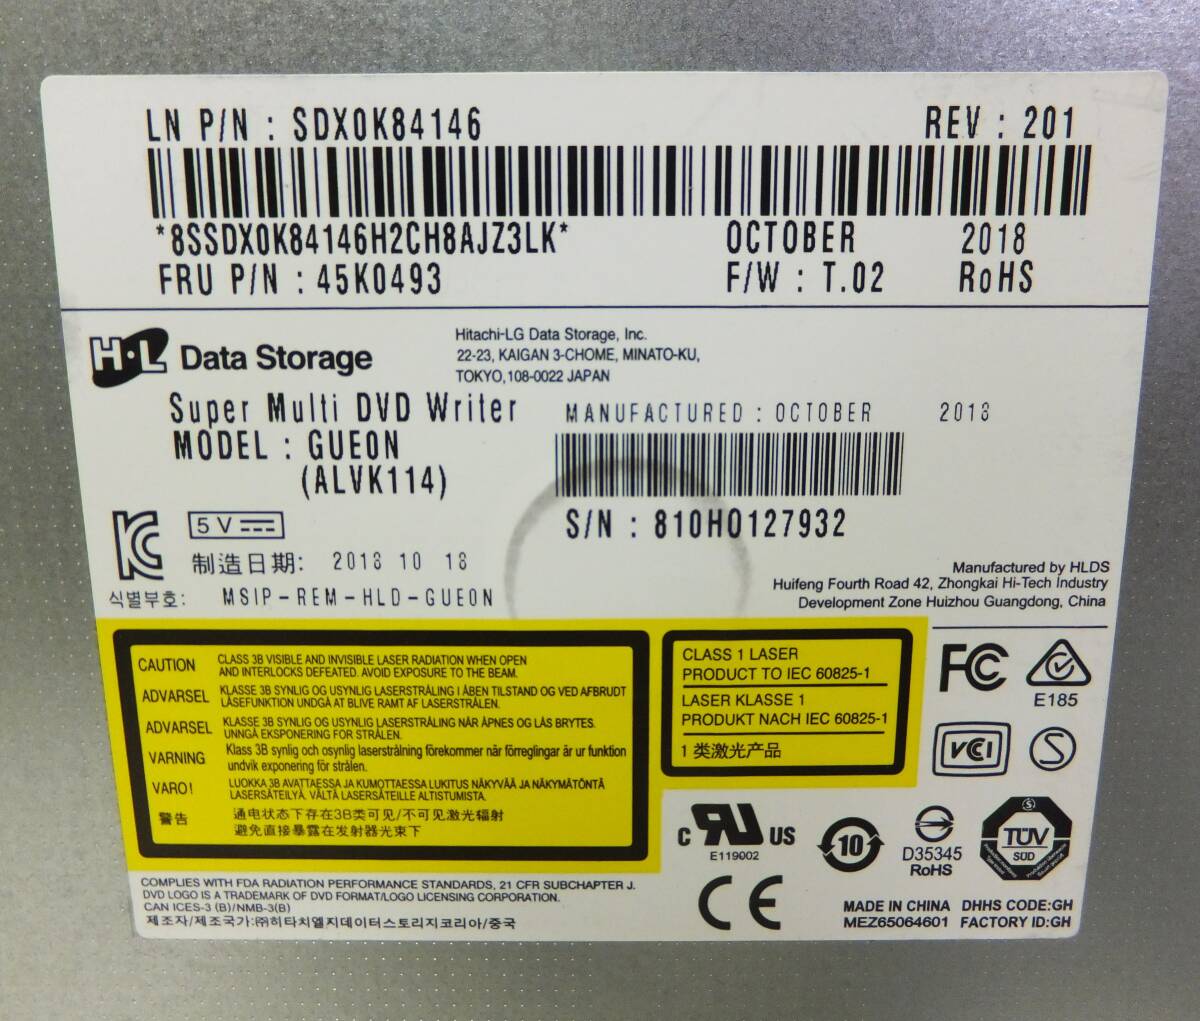 LN P/N : SDX0K84146
REV : 201
*8SSDX0K84146H2CH8AJZ3LK*
OCTOBER 2018
FRU P/N : 45K0493
F/W : T.02 RoHS
H·L Data Storage
Hitachi-LG Data Storage, Inc.
22-23, KAIGAN 3-CHOME, MINATO-KU,
TOKYO, 108-0022 JAPAN
Super Multi DVD Writer
MANUFACTURED : OCTOBER 2018
MODEL : GUE0N
(ALVK114)
S/N : 810HO127932
5 V
制造日期: 2018 10 18
식별부호: MSIP-REM-HLD-GUE0N
Manufactured by HLDS
Huifeng Fourth Road 42, Zhongkai Hi-Tech Industry
Development Zone Huizhou Guangdong, China
CAUTION CLASS 3B VISIBLE AND INVISIBLE LASER RADIATION WHEN OPEN
AND INTERLOCKS DEFEATED. AVOID EXPOSURE TO THE BEAM.
ADVARSEL KLASSE 3B SYNLIG OG USYNLIG LASERSTRÅLING I ÅBEN TILSTAND OG VED AFBRUDT
LÅSEFUNKTION UNDGÅ AT BLIVE RAMT AF LASERSTRÅLEN.
ADVARSEL KLASSE 3B SYNLIG OG USYNLIG LASERSTRÅLING NÅR ÅPNES OG LÅS BRYTES.
UNNGÅ EKSPONERING FOR STRÅLEN.
VARNING Klass 3B synlig och osynlig laserstrålning förekommer när förreglingar är ur funktion
undvik exponering för strålen.
VARO! LUOKKA 3B AVATTAESSA JA KUMOTTAESSA LUKITUS NÄKYVÄÄ JA NÄKYMÄTÖNTÄ
LASERSÄTEILYÄ. VÄLTÄ LASERSÄTEILLE ALTISTUMISTA.
警告 通电状态下存在3B类可见/不可见激光辐射
避免直接暴露在发射器光束下
CLASS 1 LASER
PRODUCT TO IEC 60825-1
LASER KLASSE 1
PRODUKT NACH IEC 60825-1
1 类激光产品
FC
E185
VCI
S
c RU US
E119002
10
D35345
RoHS
TÜV
SÜD
CE
COMPLIES WITH FDA RADIATION PERFORMANCE STANDARDS, 21 CFR SUBCHAPTER J.
DVD LOGO IS A TRADEMARK OF DVD FORMAT/LOGO LICENSING CORPORATION.
CAN ICES-3 (B)/NMB-3(B)
제조자/제조국가:㈜히타치엘지데이터스토리지코리아/중국
MADE IN CHINA DHHS CODE:GH
MEZ65064601 FACTORY ID:GH